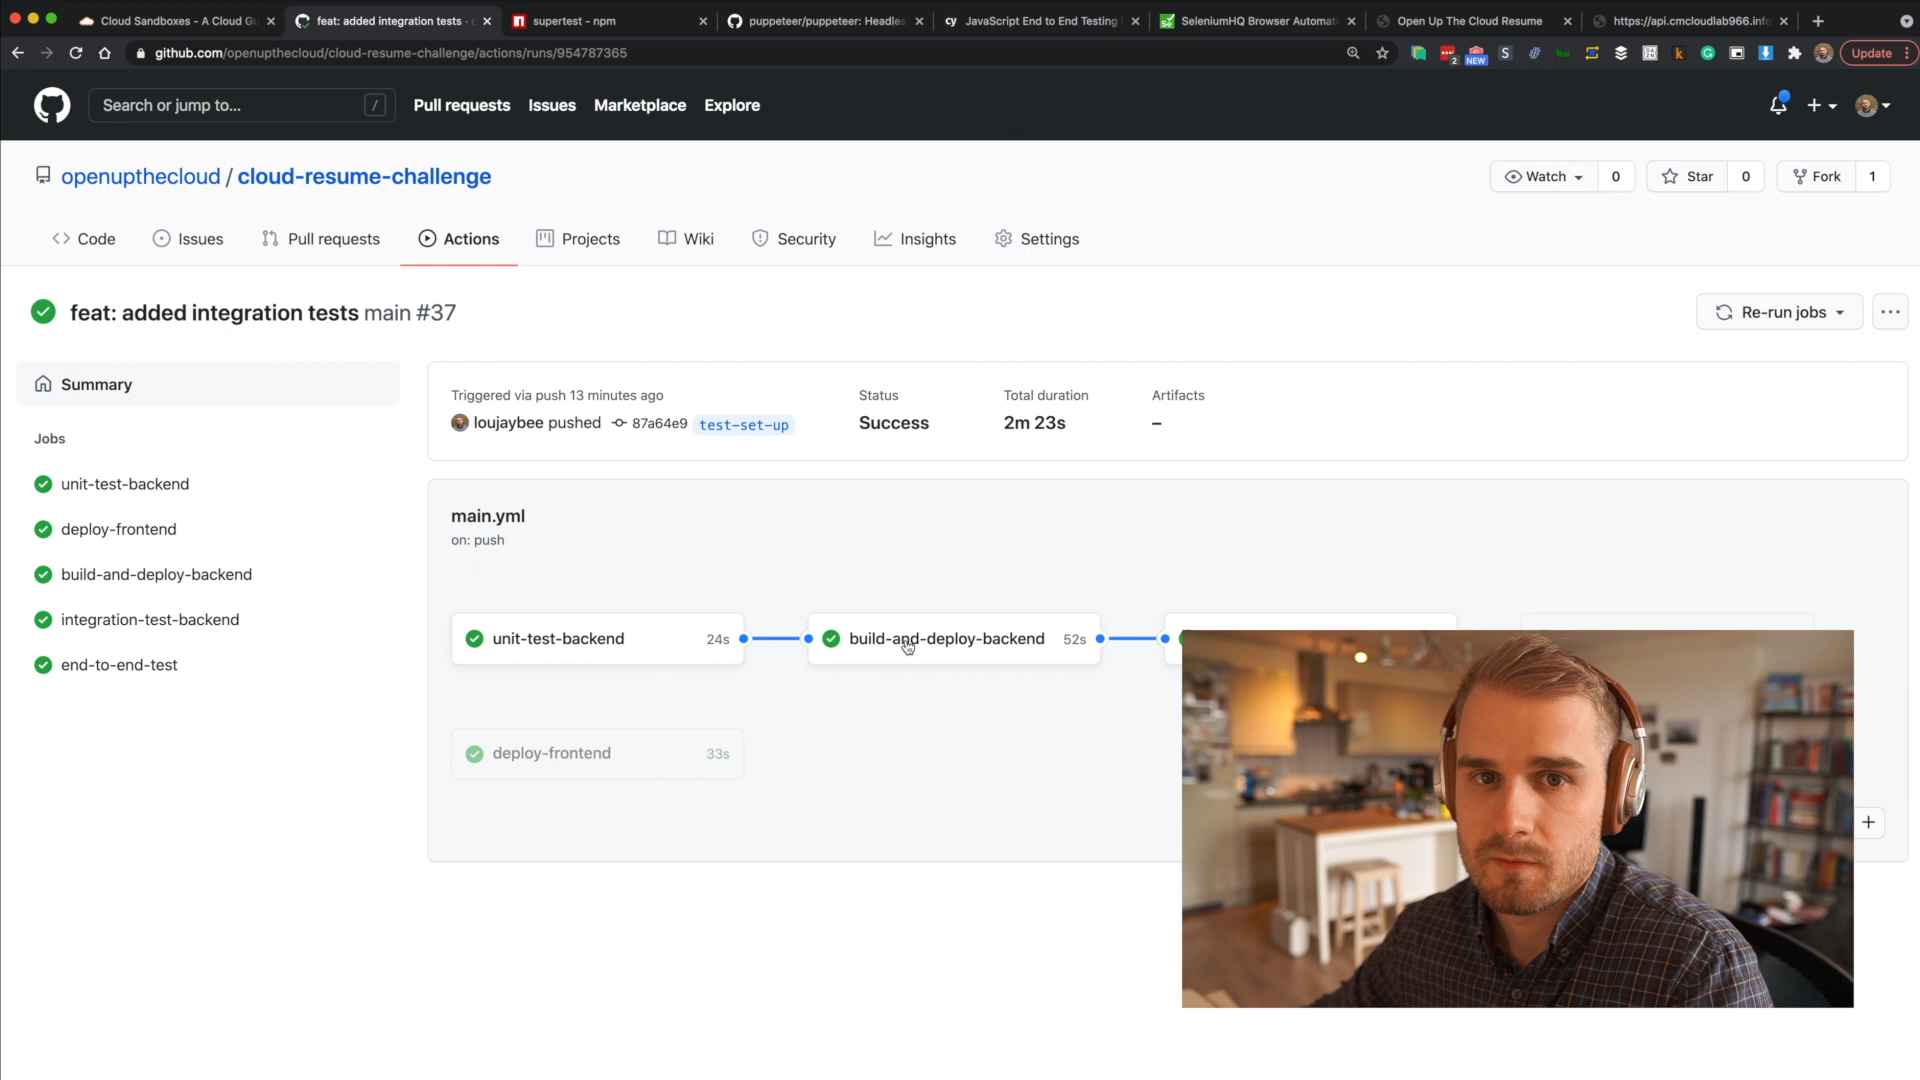 Cloud Sandboxes - A Cloud Gu
feat: added integration tests ·
supertest - npm
puppeteer/puppeteer: Headles
cy JavaScript End to End Testing
Se SeleniumHQ Browser Automati
Open Up The Cloud Resume
https://api.cmcloudlab966.info
github.com/openupthecloud/cloud-resume-challenge/actions/runs/954787365
2
NEW
S
k
Update
Search or jump to...
/
Pull requests
Issues
Marketplace
Explore
openupthecloud / cloud-resume-challenge
Watch
0
Star
0
Fork
1
Code
Issues
Pull requests
Actions
Projects
Wiki
Security
Insights
Settings
feat: added integration tests main #37
Re-run jobs
Summary
Jobs
unit-test-backend
deploy-frontend
build-and-deploy-backend
integration-test-backend
end-to-end-test
Triggered via push 13 minutes ago
loujaybee pushed 87a64e9 test-set-up
Status
Success
Total duration
2m 23s
Artifacts
–
main.yml
on: push
unit-test-backend 24s
build-and-deploy-backend 52s
deploy-frontend 33s